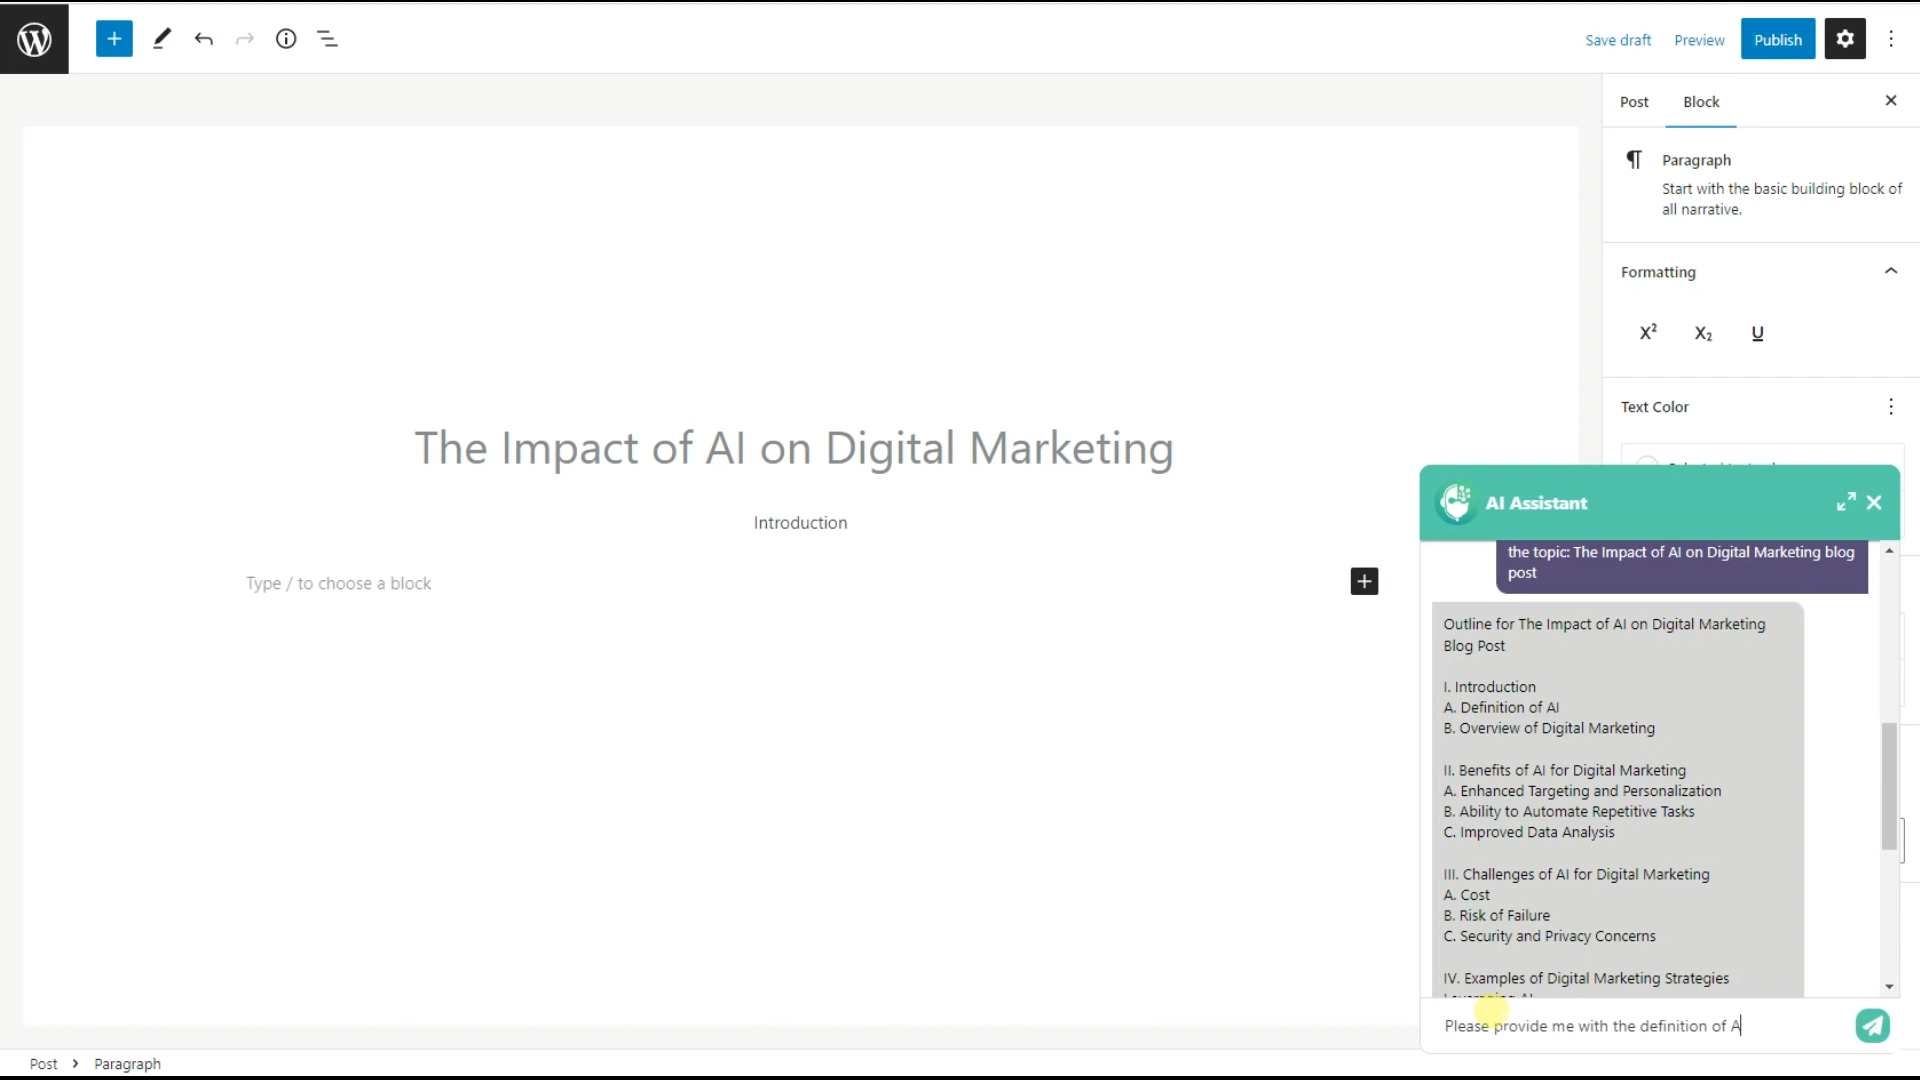 Save draft
Preview
Publish
Post
Block
Paragraph
Start with the basic building block of
all narrative.
Formatting
X²
X₂
U
Text Color
The Impact of AI on Digital Marketing
Introduction
Type / to choose a block
AI Assistant
the topic: The Impact of AI on Digital Marketing blog
post
Outline for The Impact of AI on Digital Marketing
Blog Post
I. Introduction
A. Definition of AI
B. Overview of Digital Marketing
II. Benefits of AI for Digital Marketing
A. Enhanced Targeting and Personalization
B. Ability to Automate Repetitive Tasks
C. Improved Data Analysis
III. Challenges of AI for Digital Marketing
A. Cost
B. Risk of Failure
C. Security and Privacy Concerns
IV. Examples of Digital Marketing Strategies
Please provide me with the definition of A
Post > Paragraph